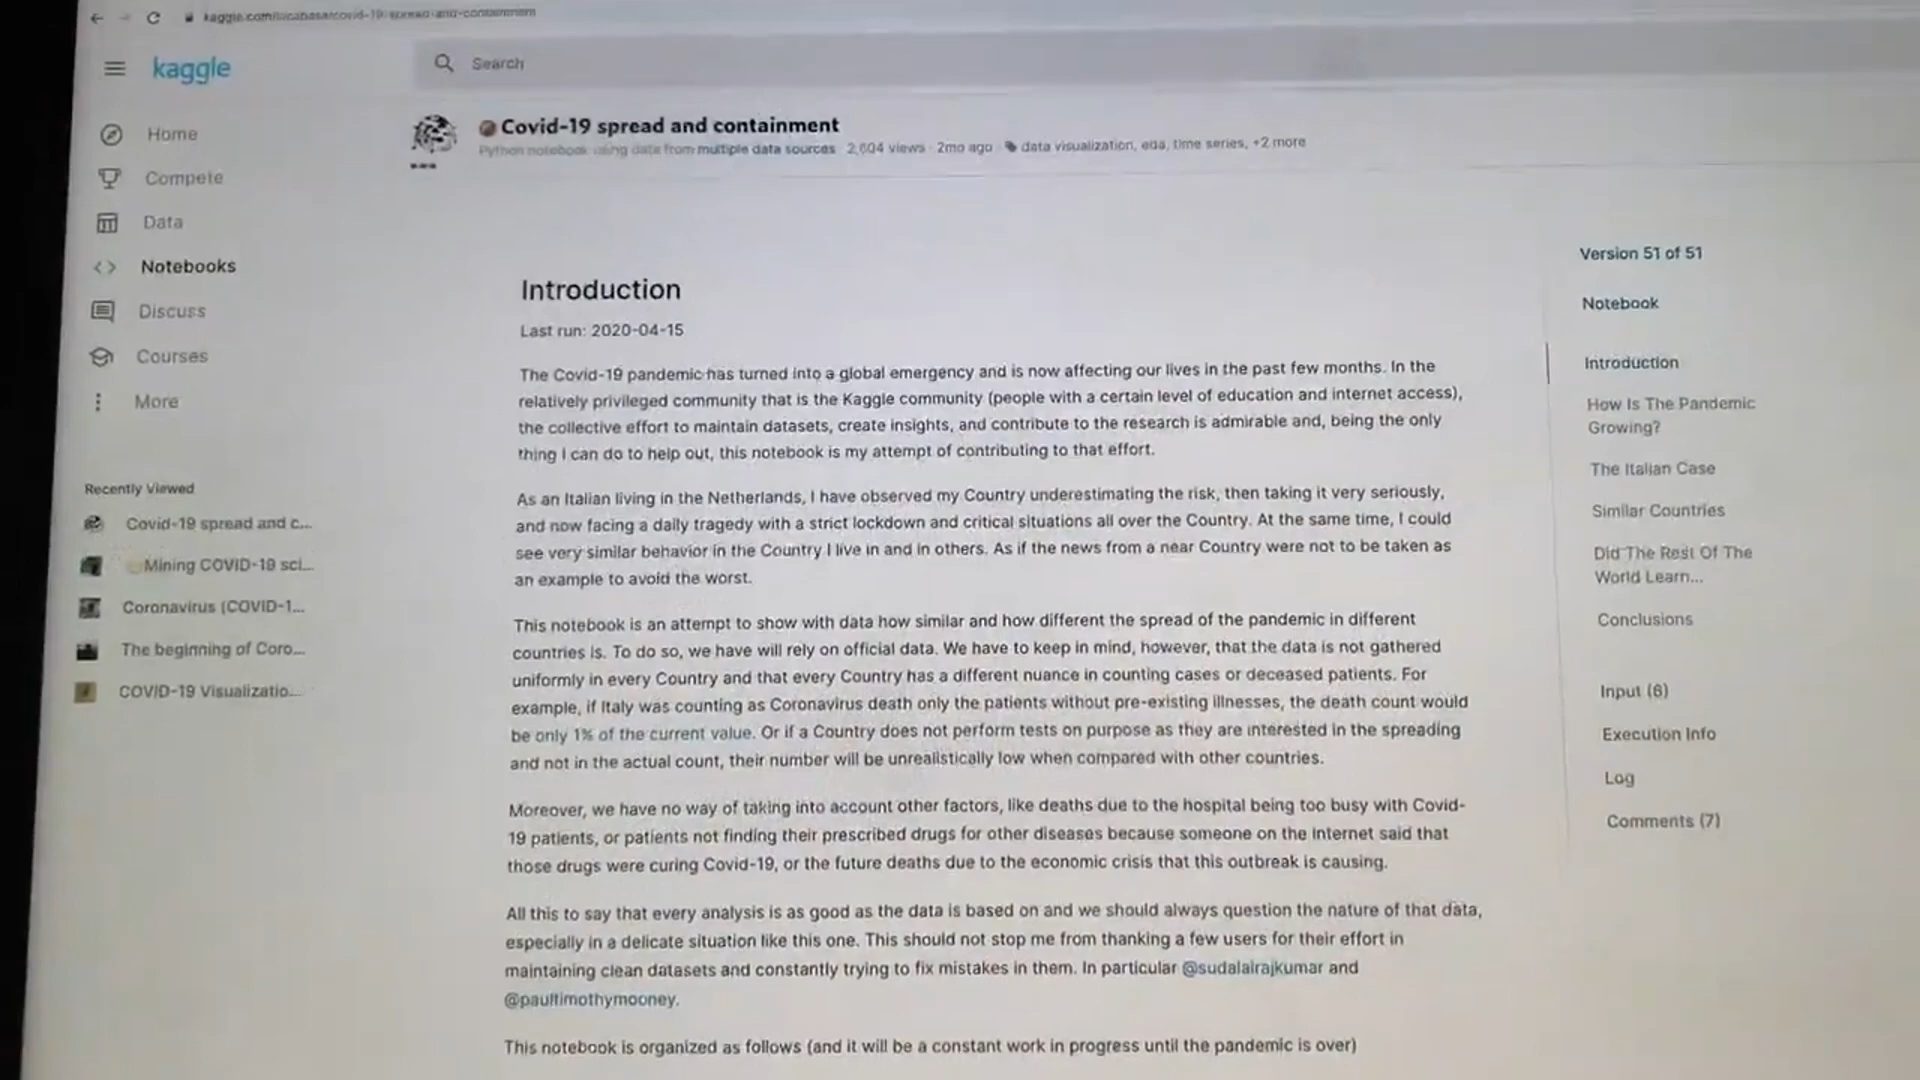 kaggle.com/lucabasa/covid-19-spread-and-containment
kaggle
Search
Home
Compete
Data
Notebooks
Discuss
Courses
More
Recently Viewed
Covid-19 spread and c...
Mining COVID-19 sci...
Coronavirus (COVID-1...
The beginning of Coro...
COVID-19 Visualizatio...
Covid-19 spread and containment
Python notebook using data from multiple data sources · 2,604 views · 2mo ago · data visualization, eda, time series, +2 more
Introduction
Last run: 2020-04-15
The Covid-19 pandemic has turned into a global emergency and is now affecting our lives in the past few months. In the
relatively privileged community that is the Kaggle community (people with a certain level of education and internet access),
the collective effort to maintain datasets, create insights, and contribute to the research is admirable and, being the only
thing I can do to help out, this notebook is my attempt of contributing to that effort.
As an Italian living in the Netherlands, I have observed my Country underestimating the risk, then taking it very seriously,
and now facing a daily tragedy with a strict lockdown and critical situations all over the Country. At the same time, I could
see very similar behavior in the Country I live in and in others. As if the news from a near Country were not to be taken as
an example to avoid the worst.
This notebook is an attempt to show with data how similar and how different the spread of the pandemic in different
countries is. To do so, we have will rely on official data. We have to keep in mind, however, that the data is not gathered
uniformly in every Country and that every Country has a different nuance in counting cases or deceased patients. For
example, if Italy was counting as Coronavirus death only the patients without pre-existing illnesses, the death count would
be only 1% of the current value. Or if a Country does not perform tests on purpose as they are interested in the spreading
and not in the actual count, their number will be unrealistically low when compared with other countries.
Moreover, we have no way of taking into account other factors, like deaths due to the hospital being too busy with Covid-
19 patients, or patients not finding their prescribed drugs for other diseases because someone on the Internet said that
those drugs were curing Covid-19, or the future deaths due to the economic crisis that this outbreak is causing.
All this to say that every analysis is as good as the data is based on and we should always question the nature of that data,
especially in a delicate situation like this one. This should not stop me from thanking a few users for their effort in
maintaining clean datasets and constantly trying to fix mistakes in them. In particular @sudalairajkumar and
@paultimothymooney.
This notebook is organized as follows (and it will be a constant work in progress until the pandemic is over)
Version 51 of 51
Notebook
Introduction
How Is The Pandemic
Growing?
The Italian Case
Similar Countries
Did The Rest Of The
World Learn...
Conclusions
Input (6)
Execution Info
Log
Comments (7)